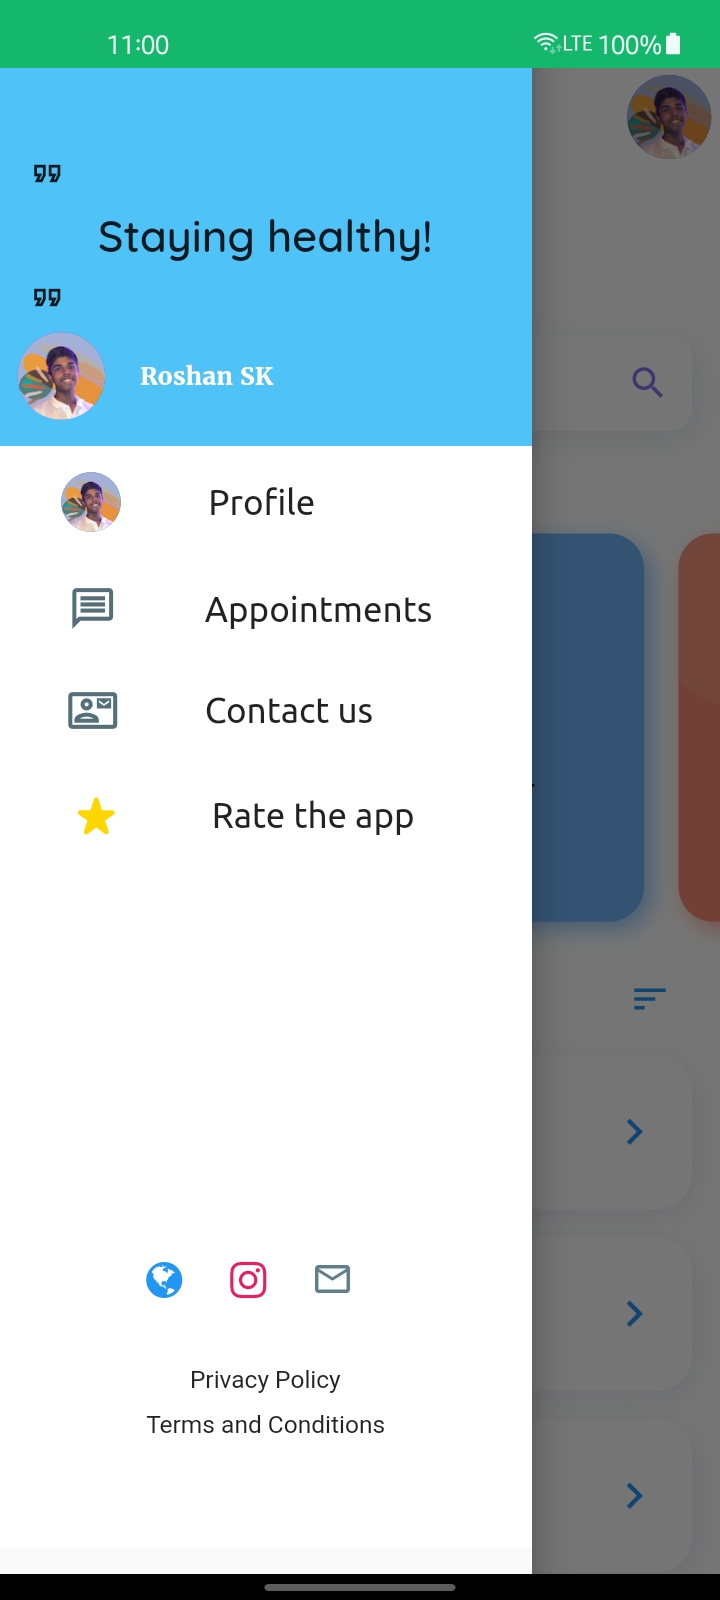 11:00
LTE 100%
Staying healthy!
Roshan SK
Profile
Appointments
Contact us
Rate the app
Privacy Policy
Terms and Conditions